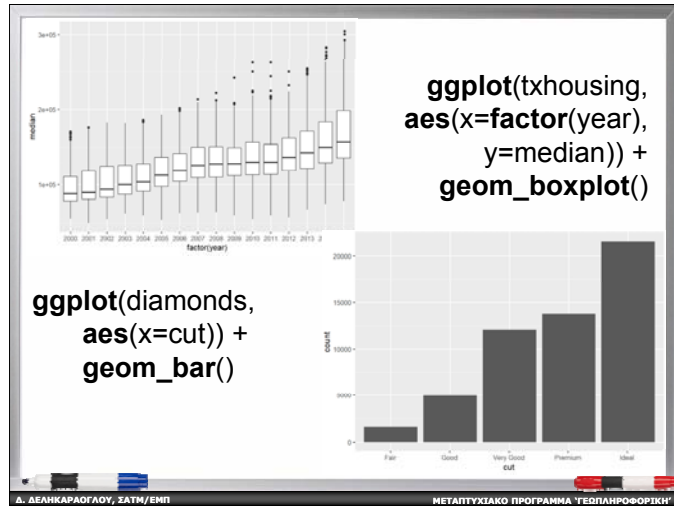 3e+05
2e+05
1e+05
median
2000 2001 2002 2003 2004 2005 2006 2007 2008 2009 2010 2011 2012 2013 2
factor(year)
ggplot(txhousing,
aes(x=factor(year),
y=median)) +
geom_boxplot()
ggplot(diamonds,
aes(x=cut)) +
geom_bar()
20000
15000
10000
5000
0
count
Fair Good Very Good Premium Ideal
cut
Δ. ΔΕΛΗΚΑΡΑΟΓΛΟΥ, ΣΑΤΜ/ΕΜΠ
ΜΕΤΑΠΤΥΧΙΑΚΟ ΠΡΟΓΡΑΜΜΑ 'ΓΕΩΠΛΗΡΟΦΟΡΙΚΗ'